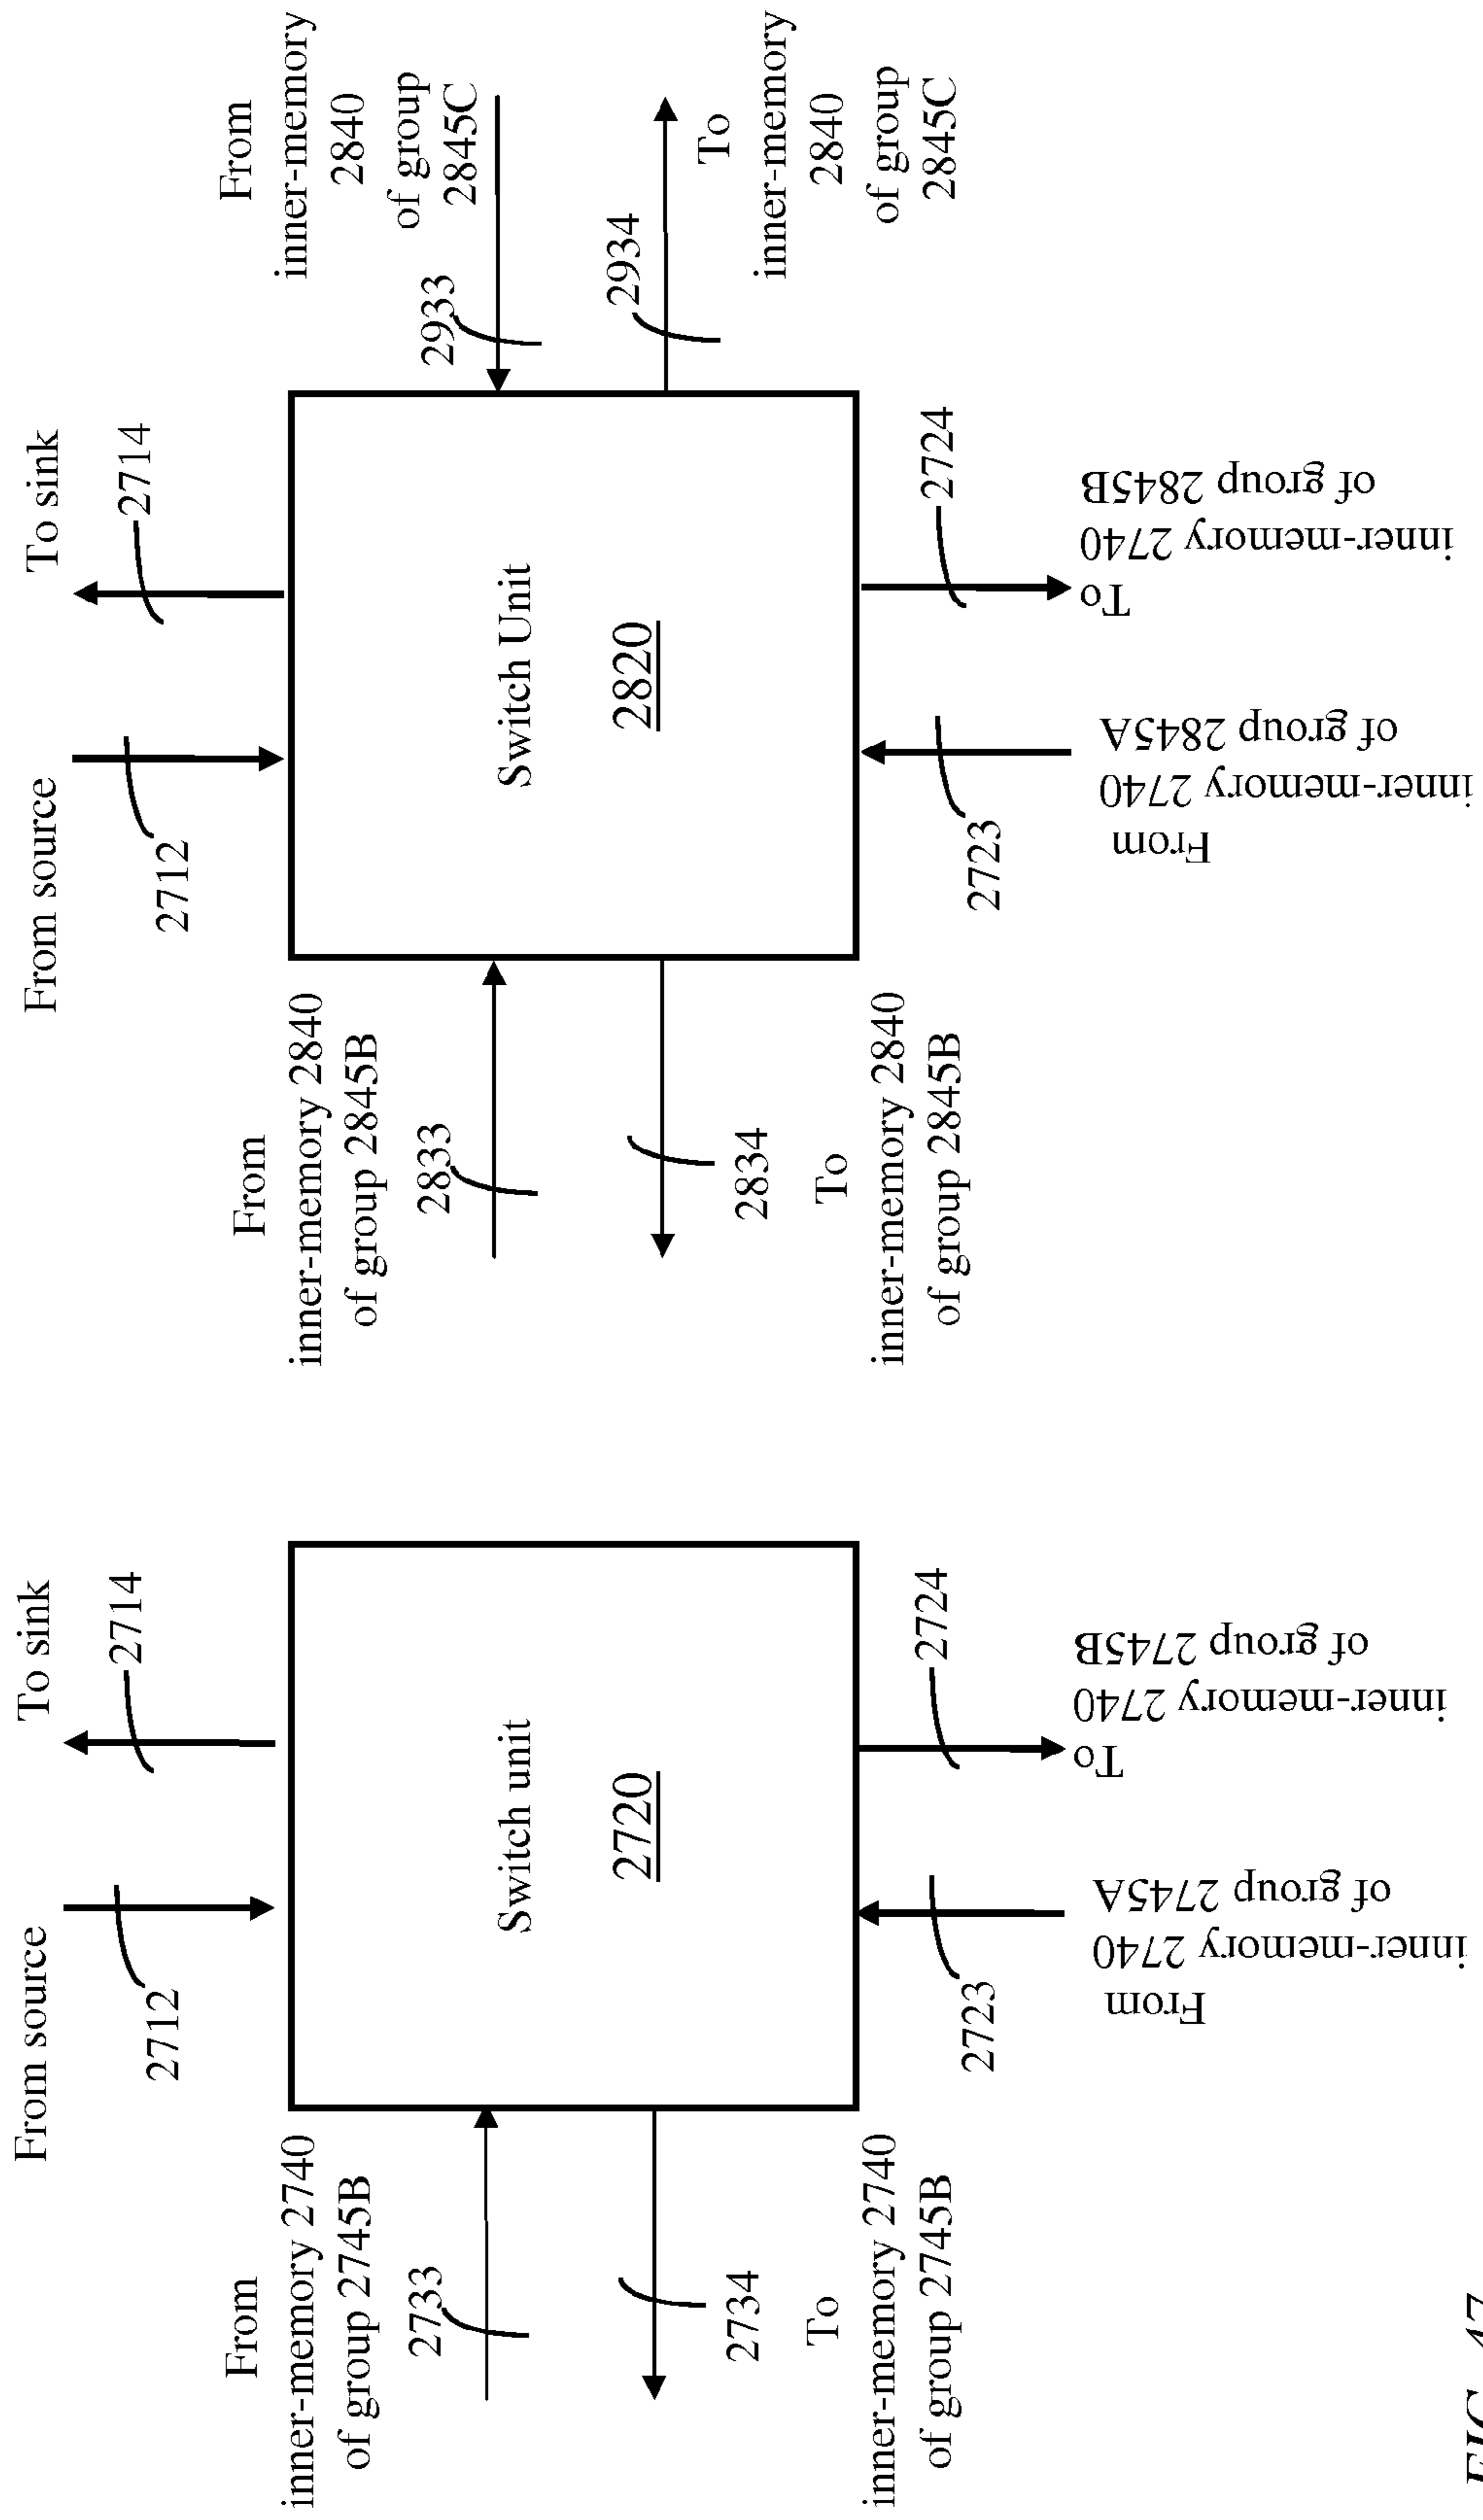 From source
To sink
2712
2714
From
inner-memory 2740
of group 2745B
2733
Switch unit
2720
2734
To
inner-memory 2740
of group 2745B
2723
2724
From
inner-memory 2740
of group 2745A
To
inner-memory 2740
of group 2745B
From source
To sink
2712
2714
From
inner-memory 2840
of group 2845B
2833
Switch Unit
2820
2834
To
inner-memory 2840
of group 2845B
From
inner-memory
2840
of group
2845C
2933
2934
To
inner-memory
2840
of group
2845C
2723
2724
From
inner-memory 2740
of group 2845A
To
inner-memory 2740
of group 2845B